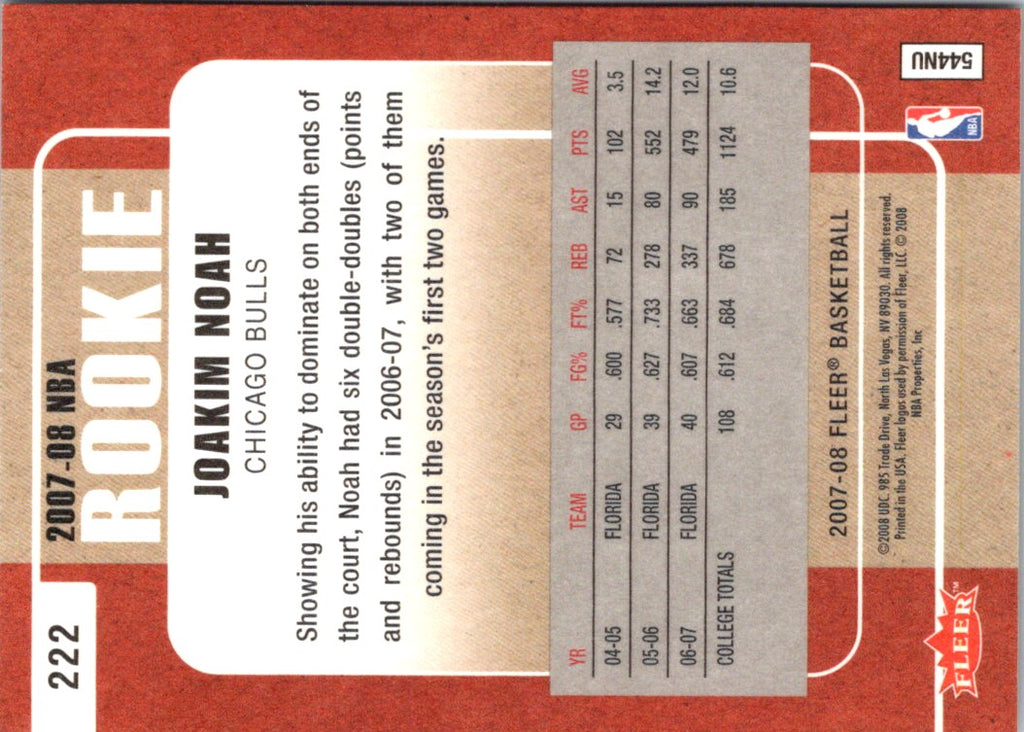 222
2007-08 NBA
ROOKIE
JOAKIM NOAH
CHICAGO BULLS
Showing his ability to dominate on both ends of
the court, Noah had six double-doubles (points
and rebounds) in 2006-07, with two of them
coming in the season's first two games.
YR TEAM GP FG% FT% REB AST PTS AVG
04-05 FLORIDA 29 .600 .577 72 15 102 3.5
05-06 FLORIDA 39 .627 .733 278 80 552 14.2
06-07 FLORIDA 40 .607 .663 337 90 479 12.0
COLLEGE TOTALS 108 .612 .684 678 185 1124 10.6
2007-08 FLEER® BASKETBALL
©2008 UDC. 985 Trade Drive, North Las Vegas, NV 89030. All rights reserved.
Printed in the USA. Fleer logos used by permission of Fleer, LLC. © 2008
NBA Properties, Inc
FLEER™
NBA
544NU